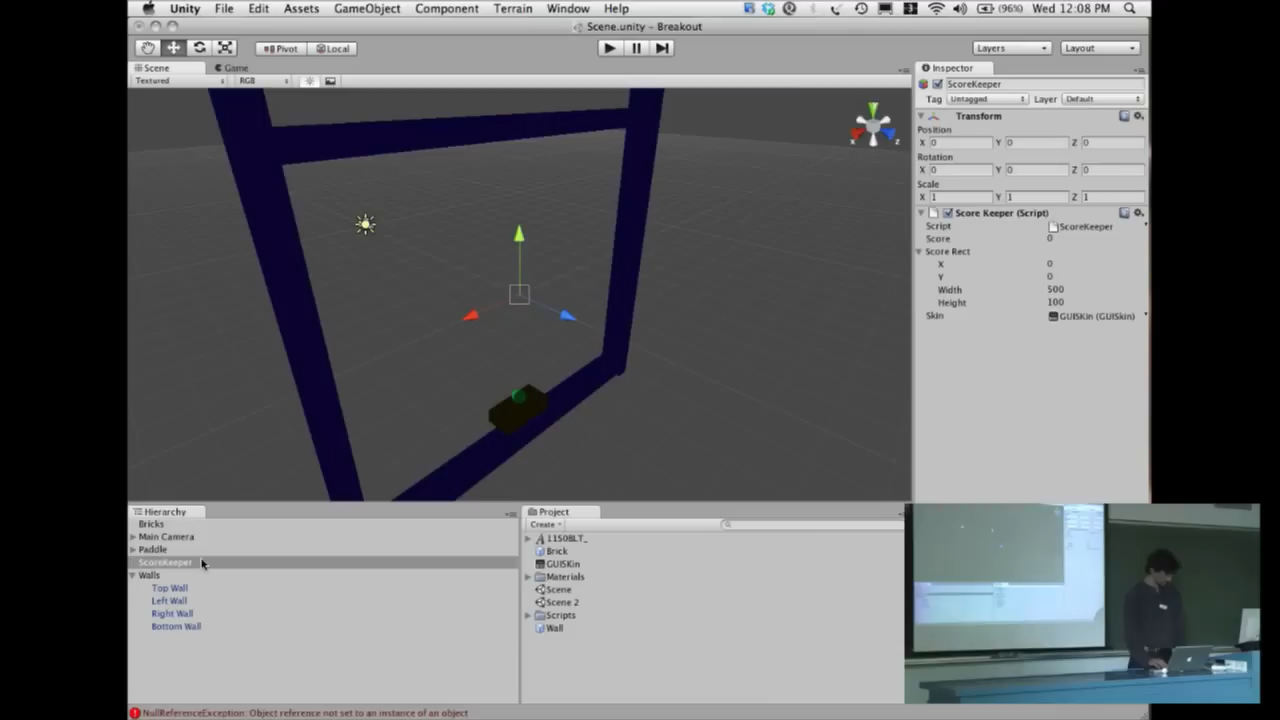 Unity File Edit Assets GameObject Component Terrain Window Help (96%) Wed 12:08 PM
Scene.unity - Breakout
Pivot Local Layers Layout
Scene Game Inspector
Textured RGB
ScoreKeeper
Tag Untagged Layer Default
Transform
Position
X 0 Y 0 Z 0
Rotation
X 0 Y 0 Z 0
Scale
X 1 Y 1 Z 1
Score Keeper (Script)
Script ScoreKeeper
Score 0
Score Rect
X 0
Y 0
Width 500
Height 100
Skin GUISKin (GUISkin)
x z
Hierarchy
Bricks
Main Camera
Paddle
ScoreKeeper
Walls
Top Wall
Left Wall
Right Wall
Bottom Wall
Project
Create
11S0BLT_
Brick
GUISKin
Materials
Scene
Scene 2
Scripts
Wall
NullReferenceException: Object reference not set to an instance of an object